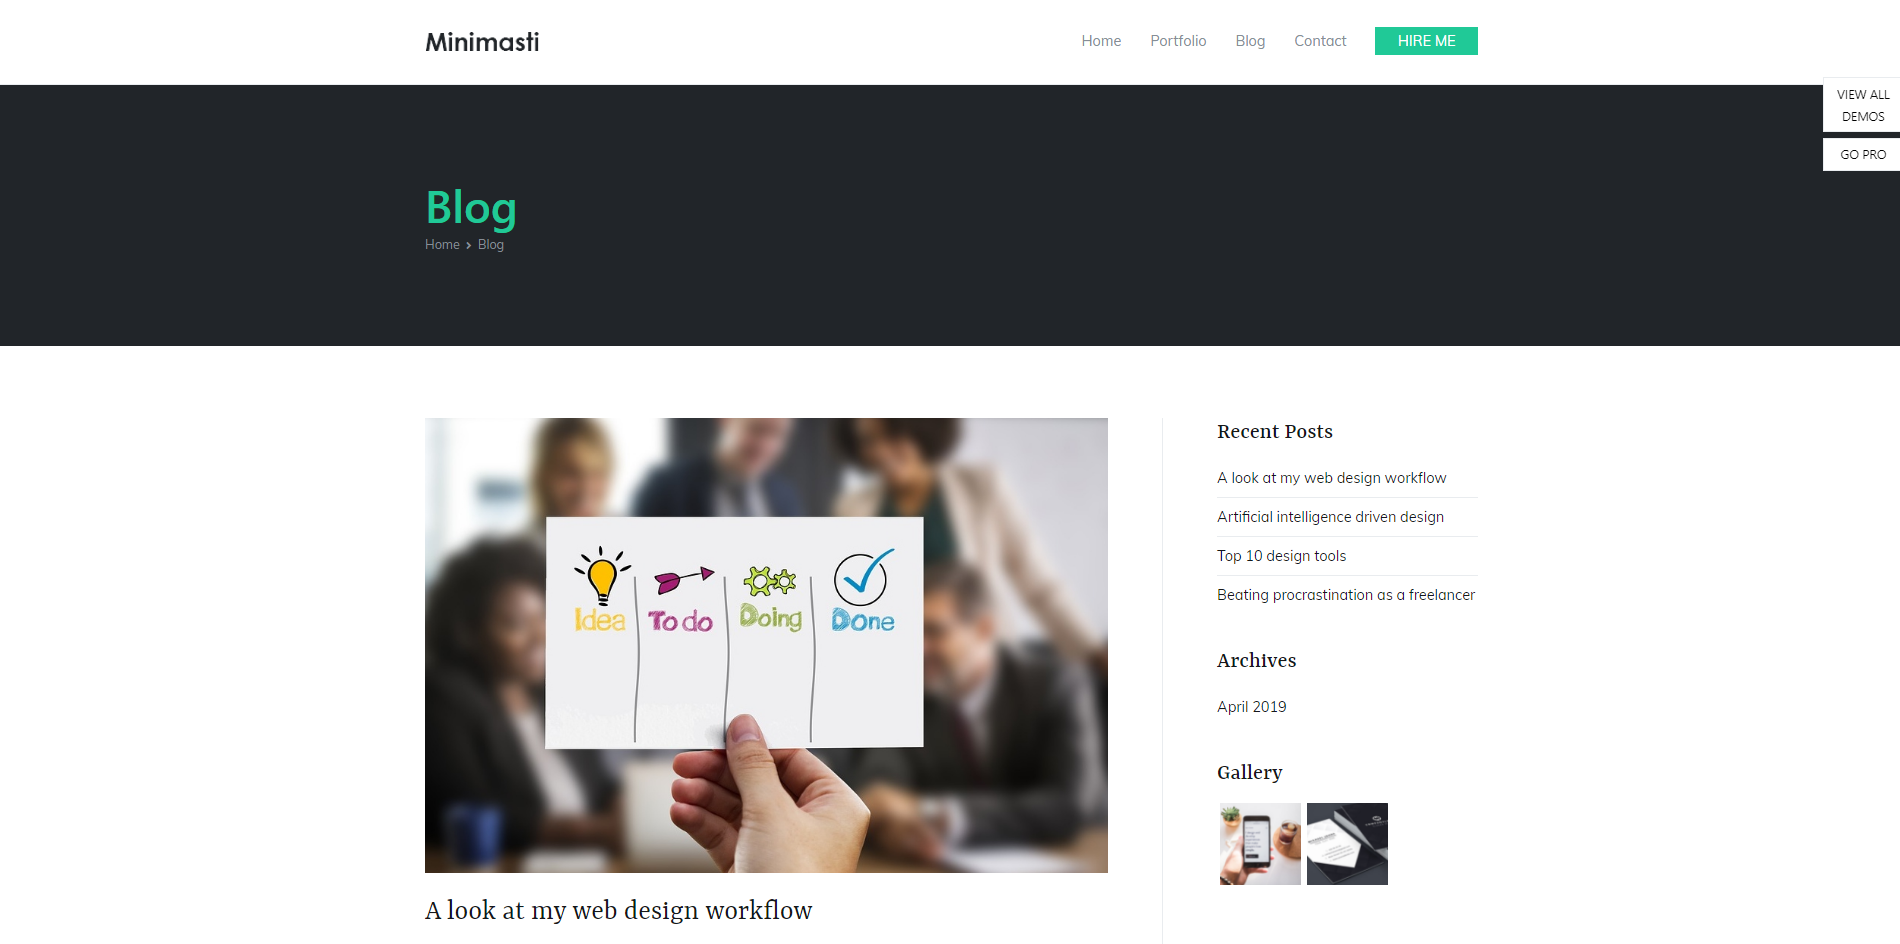 Minimasti
Home Portfolio Blog Contact HIRE ME
VIEW ALL
DEMOS
GO PRO
Blog
Home > Blog
Idea To do Doing Done
A look at my web design workflow
Recent Posts
A look at my web design workflow
Artificial intelligence driven design
Top 10 design tools
Beating procrastination as a freelancer
Archives
April 2019
Gallery